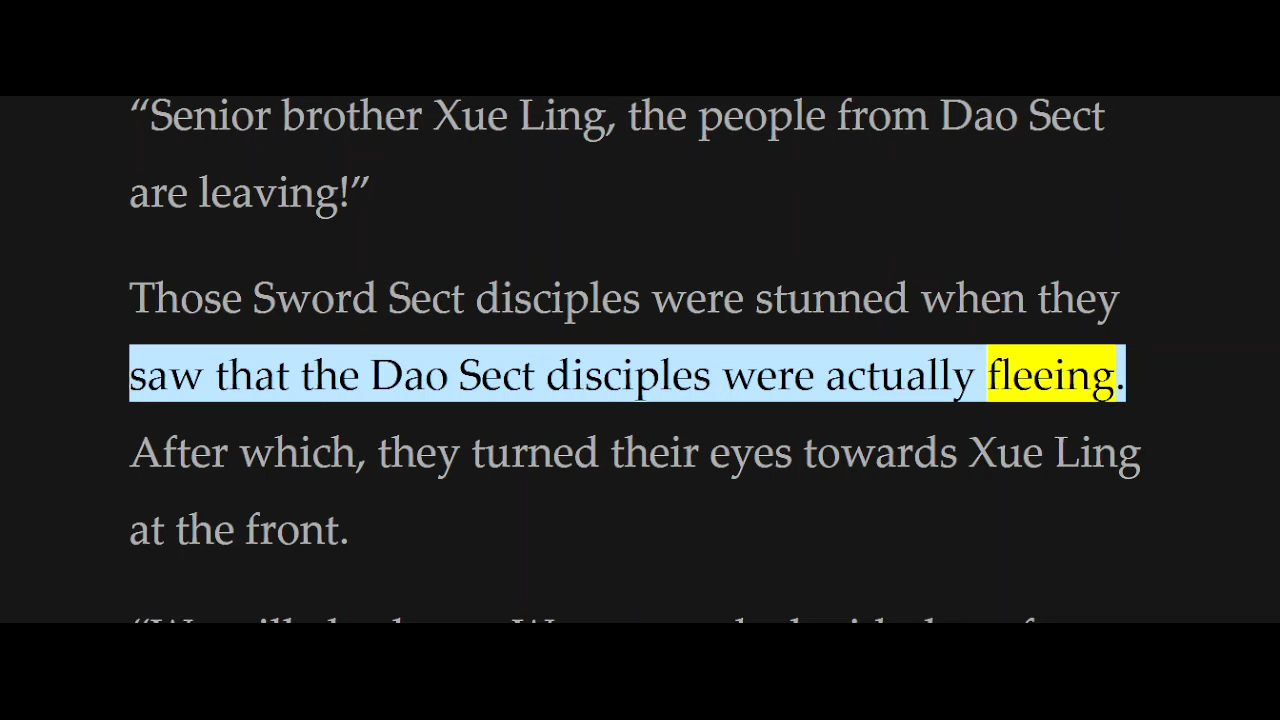 “Senior brother Xue Ling, the people from Dao Sect
are leaving!”
Those Sword Sect disciples were stunned when they
saw that the Dao Sect disciples were actually fleeing.
After which, they turned their eyes towards Xue Ling
at the front.